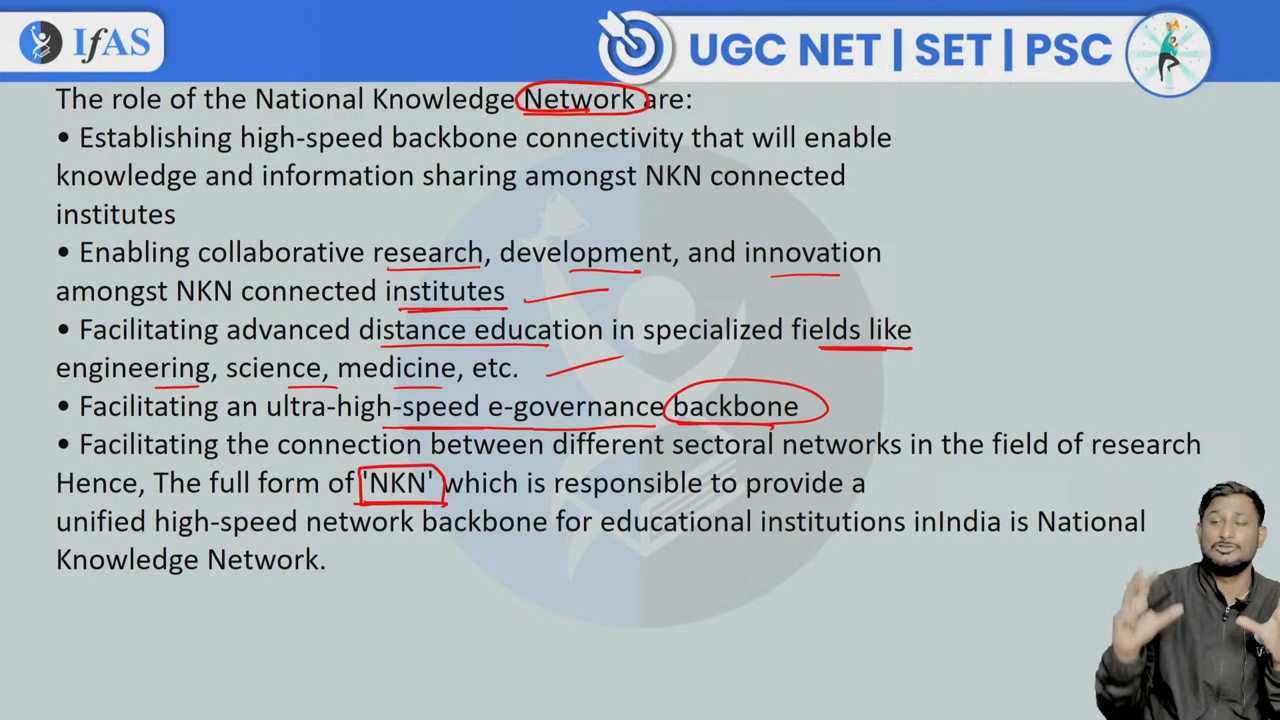 IfAS
UGC NET | SET | PSC
The role of the National Knowledge Network are:
• Establishing high-speed backbone connectivity that will enable
knowledge and information sharing amongst NKN connected
institutes
• Enabling collaborative research, development, and innovation
amongst NKN connected institutes
• Facilitating advanced distance education in specialized fields like
engineering, science, medicine, etc.
• Facilitating an ultra-high-speed e-governance backbone
• Facilitating the connection between different sectoral networks in the field of research
Hence, The full form of 'NKN' which is responsible to provide a
unified high-speed network backbone for educational institutions inIndia is National
Knowledge Network.